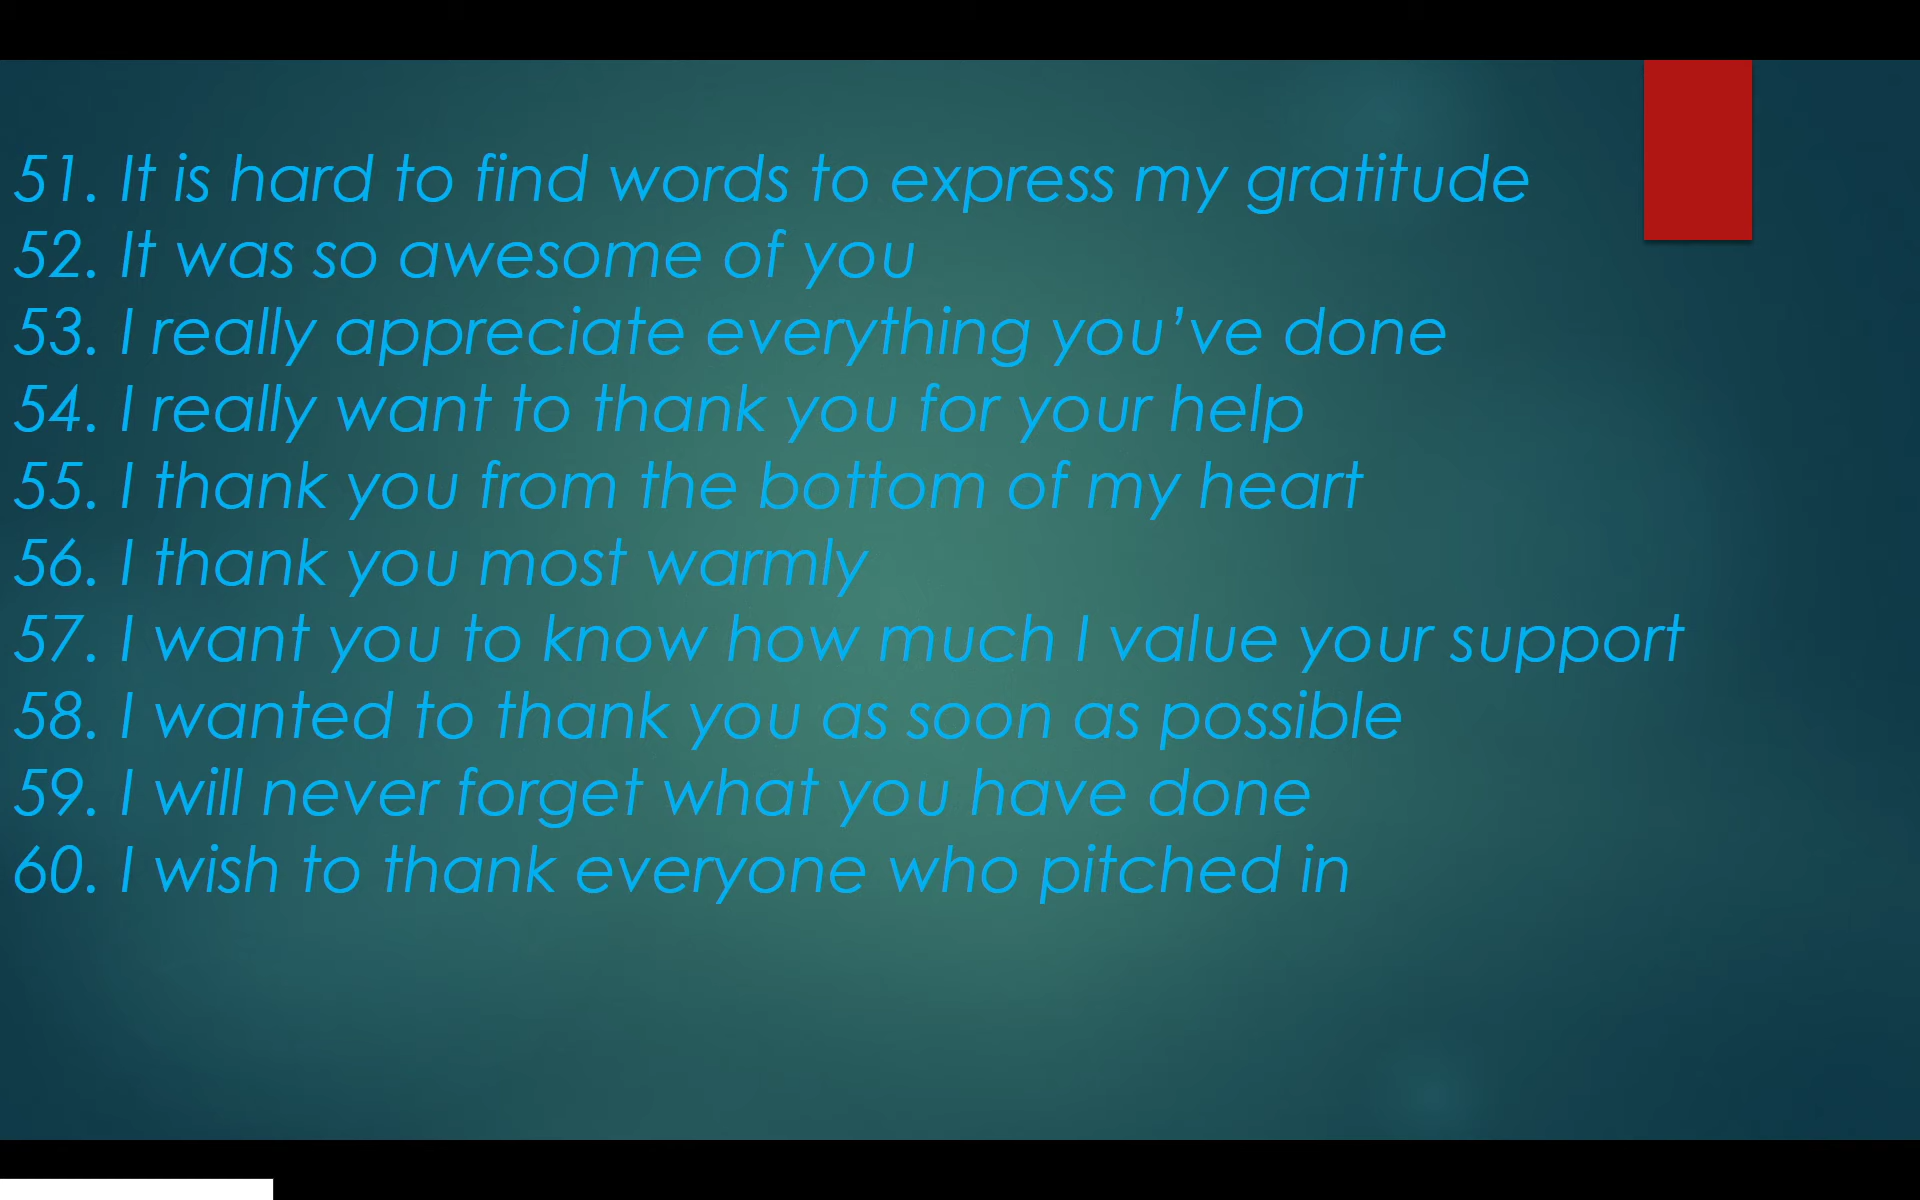 51. It is hard to find words to express my gratitude
52. It was so awesome of you
53. I really appreciate everything you’ve done
54. I really want to thank you for your help
55. I thank you from the bottom of my heart
56. I thank you most warmly
57. I want you to know how much I value your support
58. I wanted to thank you as soon as possible
59. I will never forget what you have done
60. I wish to thank everyone who pitched in